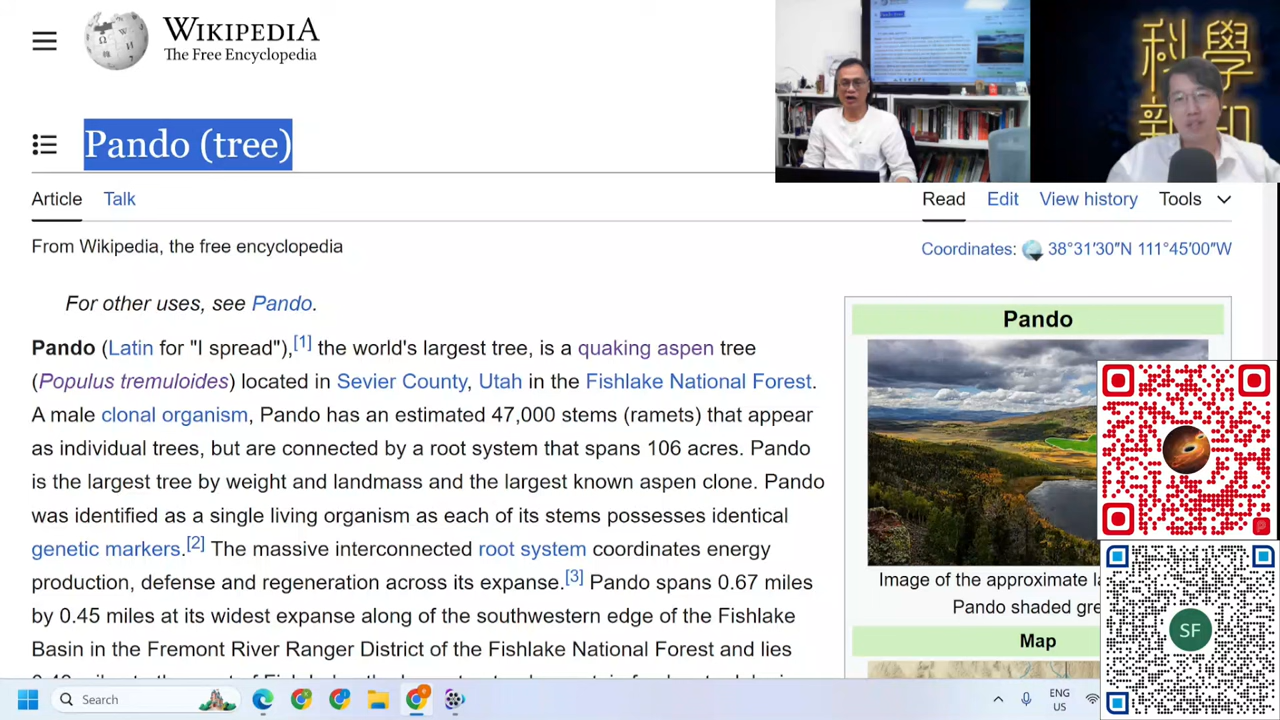 WIKIPEDIA
The Free Encyclopedia
科學
新知
Pando (tree)
Article Talk
Read Edit View history Tools
From Wikipedia, the free encyclopedia
Coordinates: 38°31′30″N 111°45′00″W
For other uses, see Pando.
Pando (Latin for "I spread"),[1] the world's largest tree, is a quaking aspen tree
(Populus tremuloides) located in Sevier County, Utah in the Fishlake National Forest.
A male clonal organism, Pando has an estimated 47,000 stems (ramets) that appear
as individual trees, but are connected by a root system that spans 106 acres. Pando
is the largest tree by weight and landmass and the largest known aspen clone. Pando
was identified as a single living organism as each of its stems possesses identical
genetic markers.[2] The massive interconnected root system coordinates energy
production, defense and regeneration across its expanse.[3] Pando spans 0.67 miles
by 0.45 miles at its widest expanse along of the southwestern edge of the Fishlake
Basin in the Fremont River Ranger District of the Fishlake National Forest and lies
Pando
Image of the approximate
Pando shaded
Map
SF
Search
ENG
US